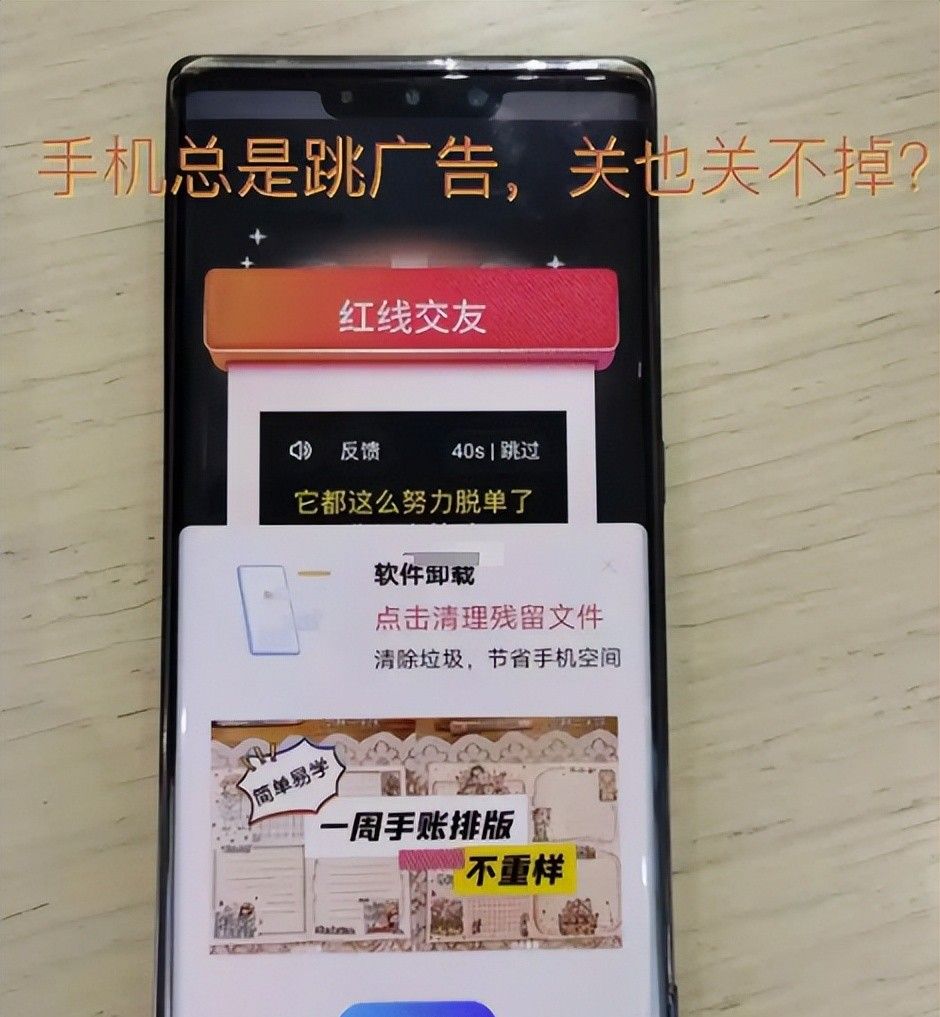 手机总是跳广告，关也关不掉？
红线交友
反馈
40s | 跳过
它都这么努力脱单了
软件卸载
点击清理残留文件
清除垃圾，节省手机空间
简单易学
一周手账排版
不重样